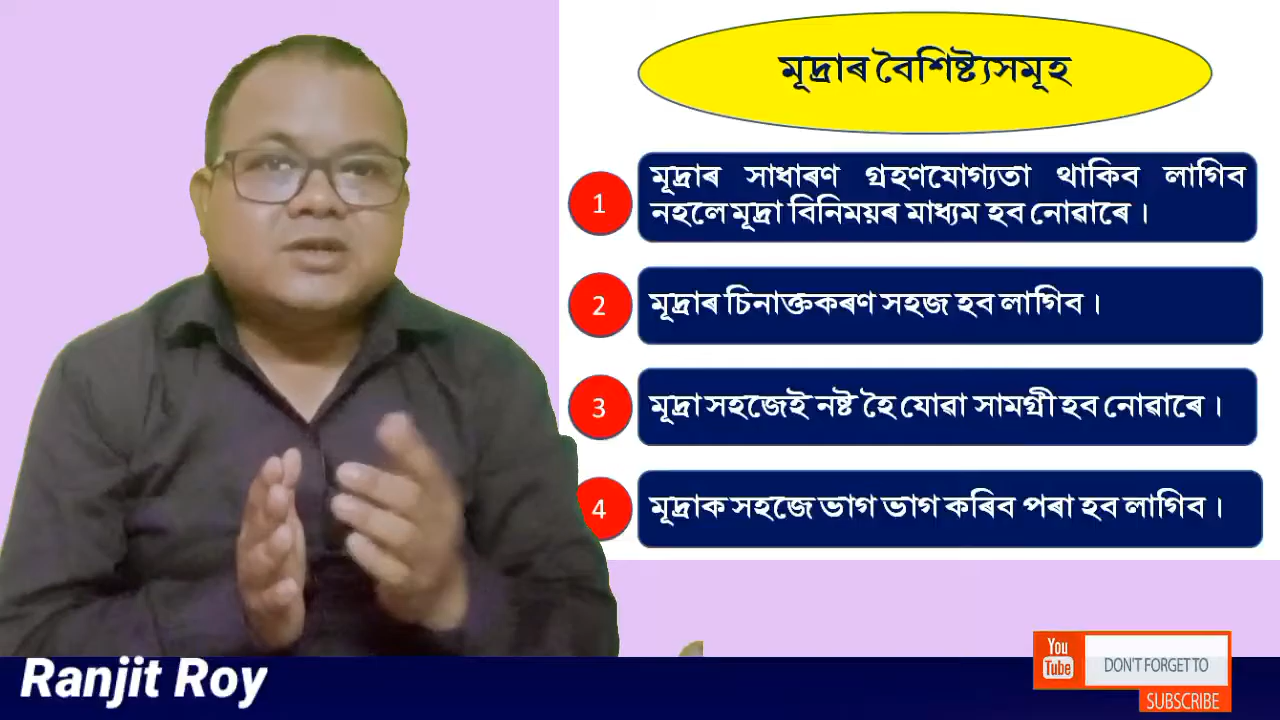 মূদ্ৰাৰ বৈশিষ্ট্যসমূহ
1
মূদ্ৰাৰ সাধাৰণ গ্ৰহণযোগ্যতা থাকিব লাগিব
নহলে মূদ্ৰা বিনিময়ৰ মাধ্যম হব নোৱাৰে ।
2
মূদ্ৰাৰ চিনাক্তকৰণ সহজ হব লাগিব ।
3
মূদ্ৰা সহজেই নষ্ট হৈ যোৱা সামগ্ৰী হব নোৱাৰে ।
4
মূদ্ৰাক সহজে ভাগ ভাগ কৰিব পৰা হব লাগিব ।
Ranjit Roy
You
Tube
DON'T FORGET TO
SUBSCRIBE